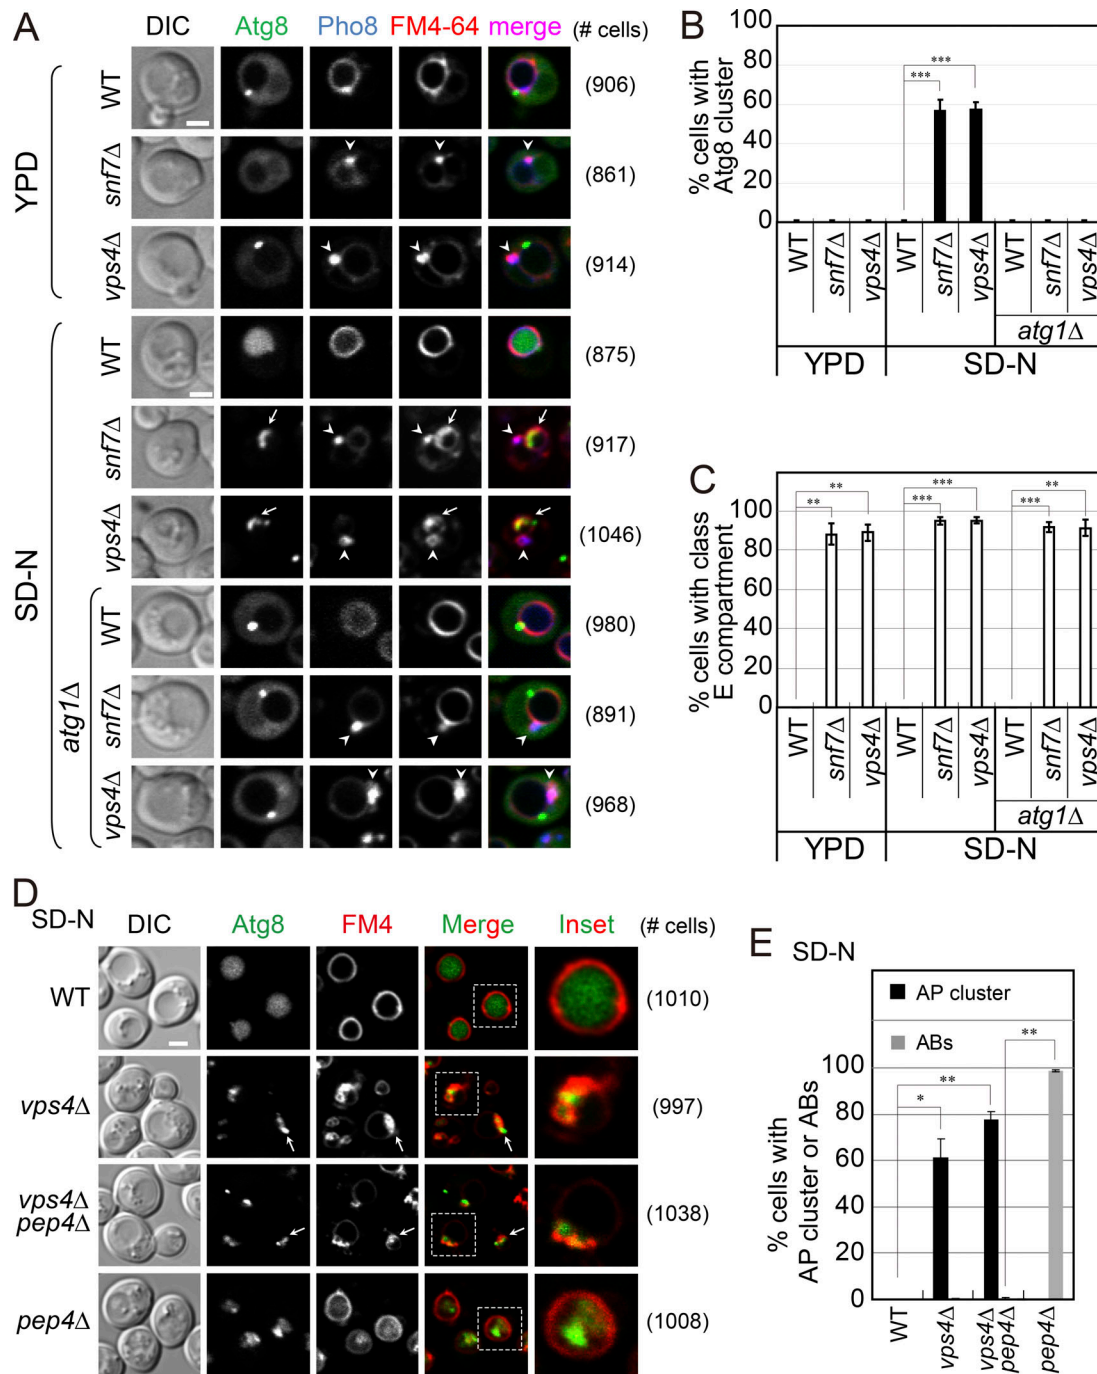 A
DIC Atg8 Pho8 FM4-64 merge (# cells)
YPD
WT (906)
snf7Δ (861)
vps4Δ (914)
SD-N
WT (875)
snf7Δ (917)
vps4Δ (1046)
atg1Δ
WT (980)
snf7Δ (891)
vps4Δ (968)
B
% cells with
Atg8 cluster
100
80
60
40
20
0
*** ***
WT snf7Δ vps4Δ WT snf7Δ vps4Δ WT snf7Δ vps4Δ
atg1Δ
YPD SD-N
C
% cells with class
E compartment
100
80
60
40
20
0
** ** *** *** *** **
WT snf7Δ vps4Δ WT snf7Δ vps4Δ WT snf7Δ vps4Δ
atg1Δ
YPD SD-N
D
SD-N
DIC Atg8 FM4 Merge Inset (# cells)
WT (1010)
vps4Δ (997)
vps4Δ
pep4Δ (1038)
pep4Δ (1008)
E SD-N
AP cluster
ABs
% cells with
AP cluster or ABs
100
80
60
40
20
0
* ** **
WT vps4Δ vps4Δ pep4Δ pep4Δ